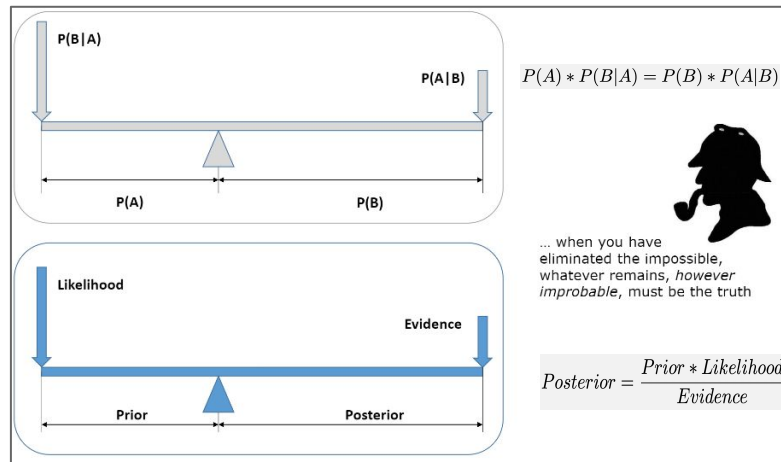 P(B|A)
P(A|B)
P(A)
P(B)
P(A) ∗ P(B|A) = P(B) ∗ P(A|B)
... when you have
eliminated the impossible,
whatever remains, however
improbable, must be the truth
Likelihood
Evidence
Prior
Posterior
Posterior = Prior ∗ Likelihood
Evidence